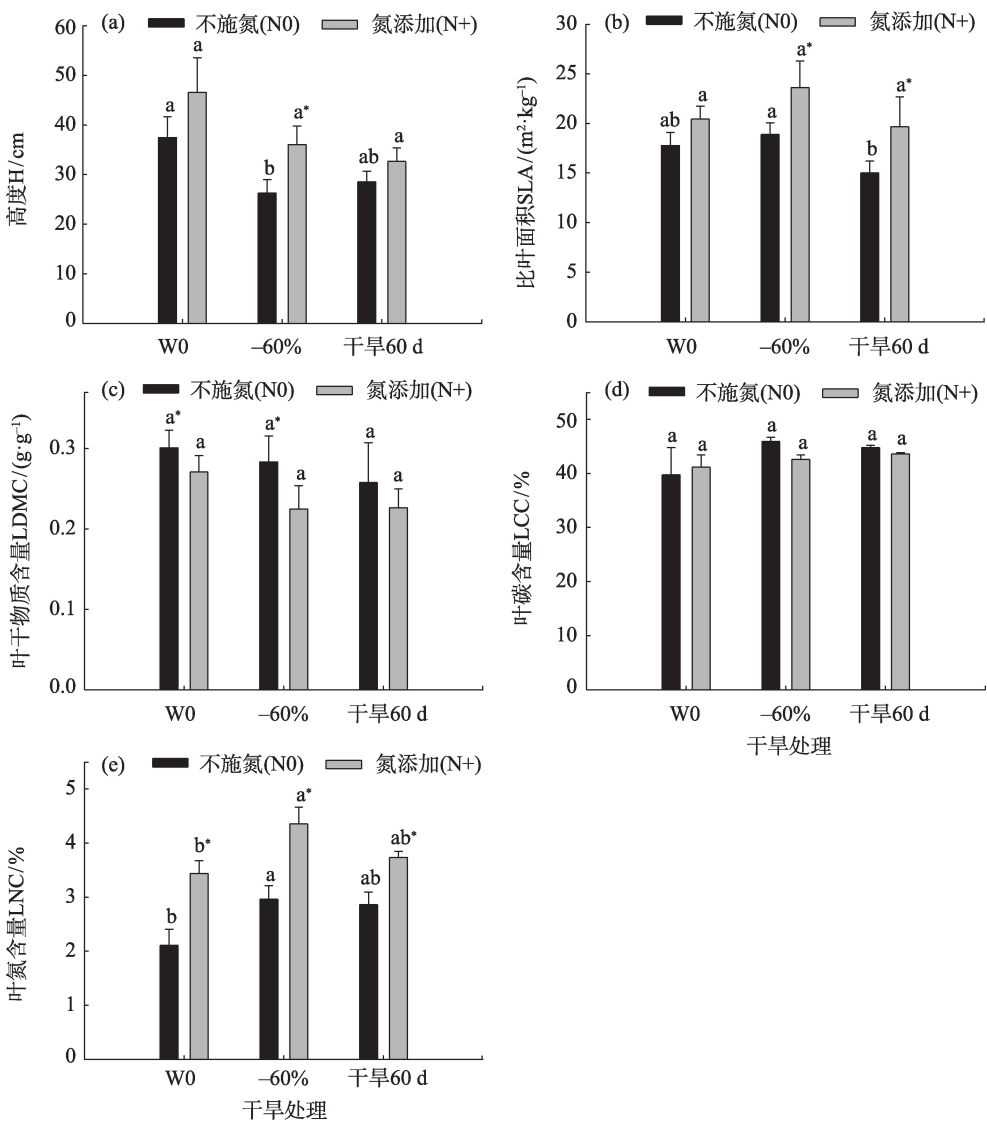 (a) 不施氮(N0) 氮添加(N+)
高度H/cm
60
50
40
30
20
10
0
a a b a* ab a
W0 –60% 干旱60 d
(b) 不施氮(N0) 氮添加(N+)
比叶面积SLA/(m²·kg⁻¹)
30
25
20
15
10
5
0
ab a a a* b a*
W0 –60% 干旱60 d
(c) 不施氮(N0) 氮添加(N+)
叶干物质含量LDMC/(g·g⁻¹)
0.3
0.2
0.1
0.0
a* a a* a a a
W0 –60% 干旱60 d
(d) 不施氮(N0) 氮添加(N+)
叶碳含量LCC/%
50
40
30
20
10
0
a a a a a a
W0 –60% 干旱60 d
干旱处理
(e) 不施氮(N0) 氮添加(N+)
叶氮含量LNC/%
5
4
3
2
1
0
b b* a a* ab ab*
W0 –60% 干旱60 d
干旱处理